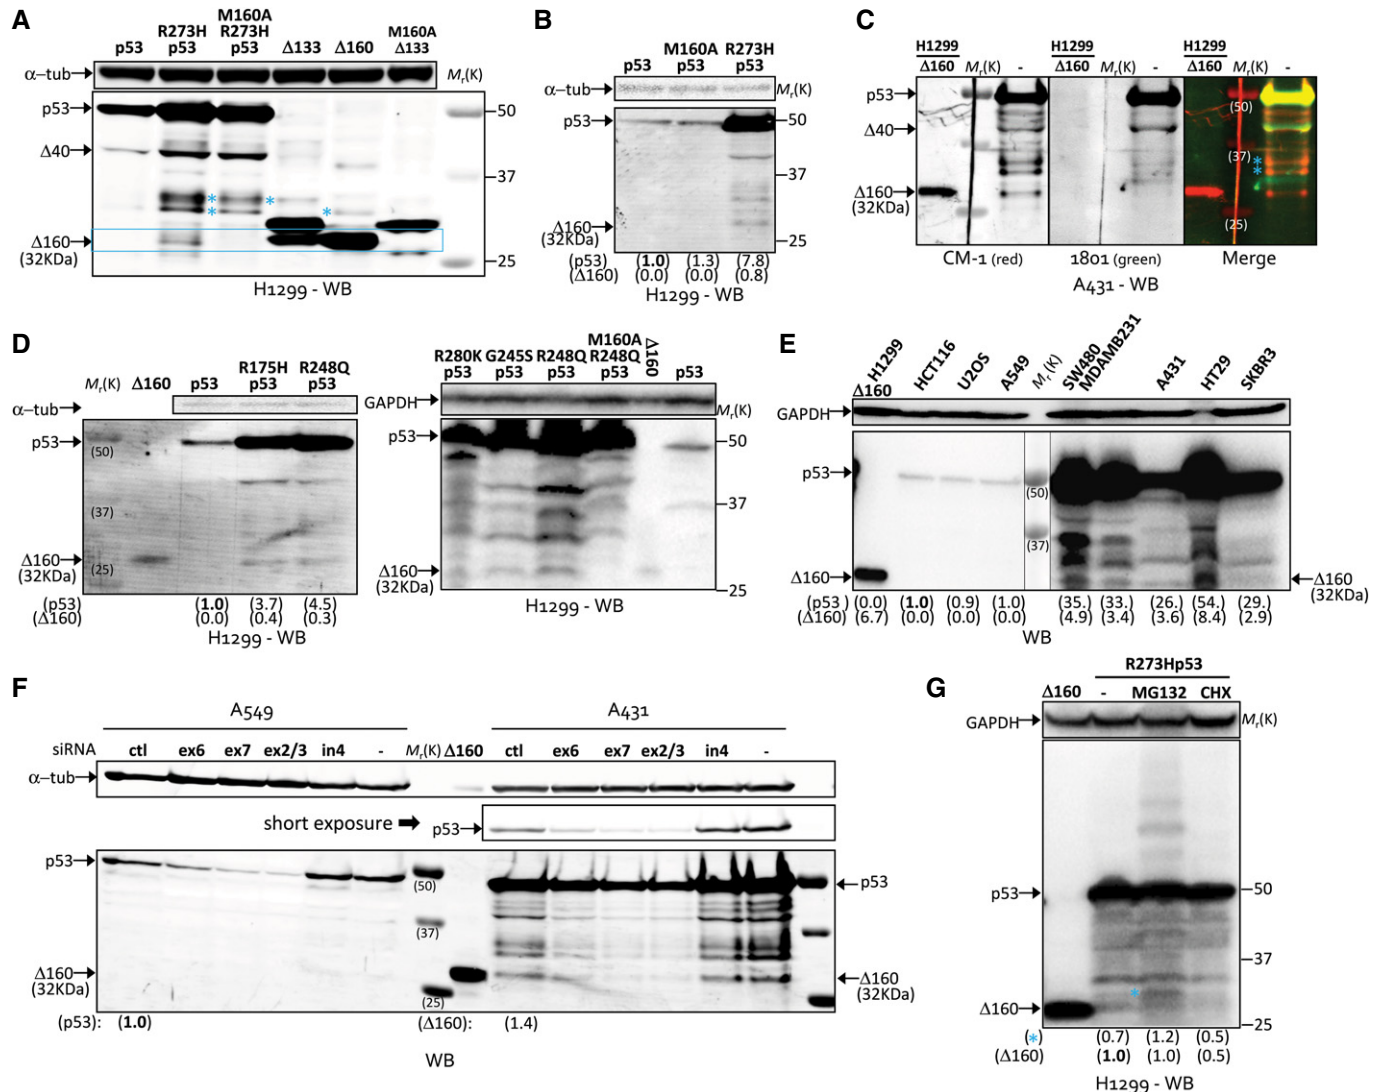 A
M160A
R273H R273H M160A
p53 p53 p53 Δ133 Δ160 Δ133
α–tub
Mr(K)
p53
50
Δ40
37
*
*
*
*
Δ160
(32KDa)
25
H1299 - WB
B
M160A R273H
p53 p53 p53
α–tub
Mr(K)
p53
50
37
Δ160
(32KDa)
25
(p53) (1.0) (1.3) (7.8)
(Δ160) (0.0) (0.0) (0.8)
H1299 - WB
C
H1299 H1299 H1299
Δ160 Mr(K) - Δ160 Mr(K) - Δ160 Mr(K) -
p53
(50)
Δ40
(37)
*
*
Δ160
(32KDa)
(25)
CM-1 (red) 1801 (green) Merge
A431 - WB
D
R175H R248Q
Mr(K) Δ160 p53 p53 p53
α–tub
p53
(50)
(37)
Δ160
(32KDa)
(25)
(p53) (1.0) (3.7) (4.5)
(Δ160) (0.0) (0.4) (0.3)
H1299 - WB
M160A
R280K G245S R248Q R248Q Δ160
p53 p53 p53 p53 p53
GAPDH
Mr(K)
p53
50
37
Δ160
(32KDa)
25
H1299 - WB
E
Δ160
H1299 HCT116 U2OS A549 Mr(K) SW480 MDAMB231 A431 HT29 SKBR3
GAPDH
p53
(50)
(37)
Δ160
Δ160
(32KDa)
(p53) (0.0) (1.0) (0.9) (1.0) (35.) (33.) (26.) (54.) (29.)
(Δ160) (6.7) (0.0) (0.0) (0.0) (4.9) (3.4) (3.6) (8.4) (2.9)
WB
F
A549 A431
siRNA ctl ex6 ex7 ex2/3 in4 - Mr(K) Δ160 ctl ex6 ex7 ex2/3 in4 -
α–tub
short exposure p53
p53
(50)
p53
(37)
Δ160
(32KDa)
(25)
Δ160
(32KDa)
(p53): (1.0) (Δ160): (1.4)
WB
G
R273Hp53
Δ160 - MG132 CHX
GAPDH
Mr(K)
p53
50
37
*
Δ160
25
(*) (0.7) (1.2) (0.5)
(Δ160) (1.0) (1.0) (0.5)
H1299 - WB